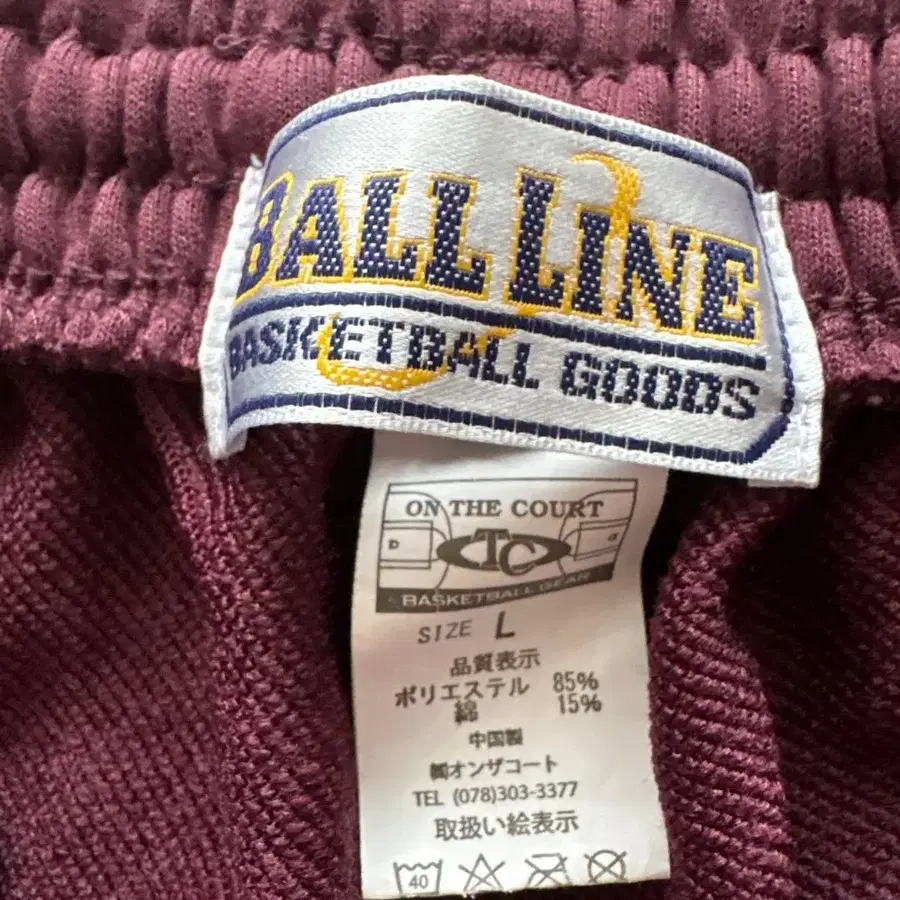 BALL LINE
BASKETBALL GOODS
ON THE COURT
TC
BASKETBALL GEAR
SIZE L
品質表示
ポリエステル 85%
綿 15%
中国製
㈱オンザコート
TEL (078)303-3377
取扱い絵表示
40